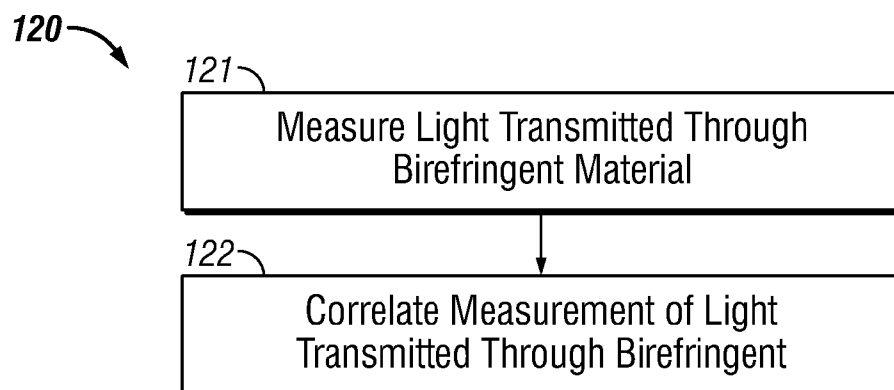 120
121
Measure Light Transmitted Through
Birefringent Material
122
Correlate Measurement of Light
Transmitted Through Birefringent